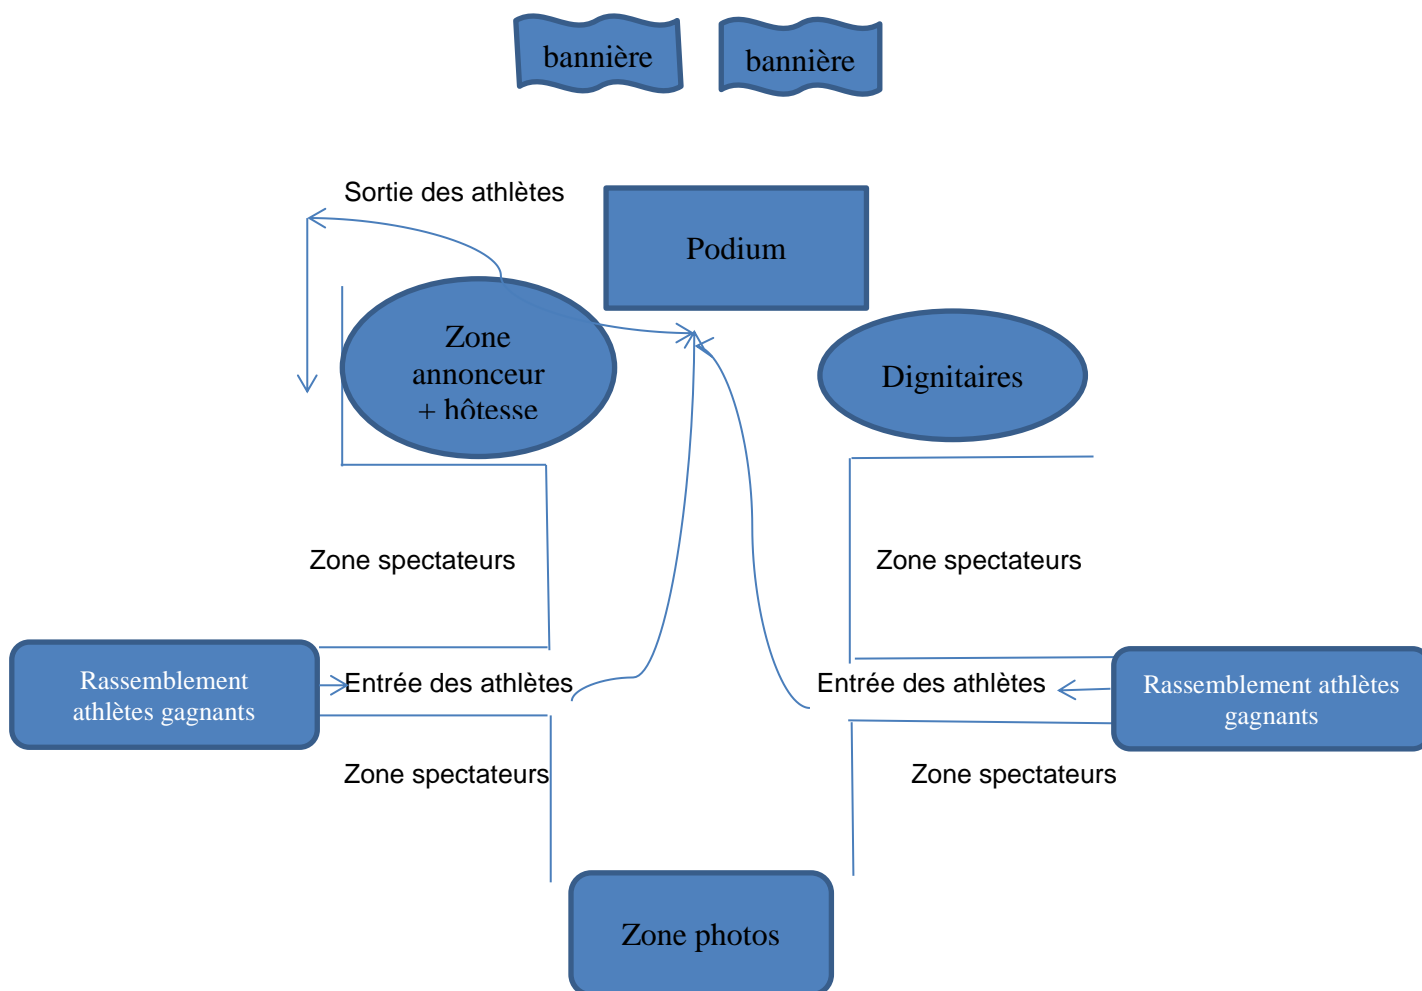 bannière
bannière
Sortie des athlètes
Podium
Zone
annonceur
+ hôtesse
Dignitaires
Zone spectateurs
Zone spectateurs
Rassemblement
athlètes gagnants
Entrée des athlètes
Entrée des athlètes
Rassemblement athlètes
gagnants
Zone spectateurs
Zone spectateurs
Zone photos